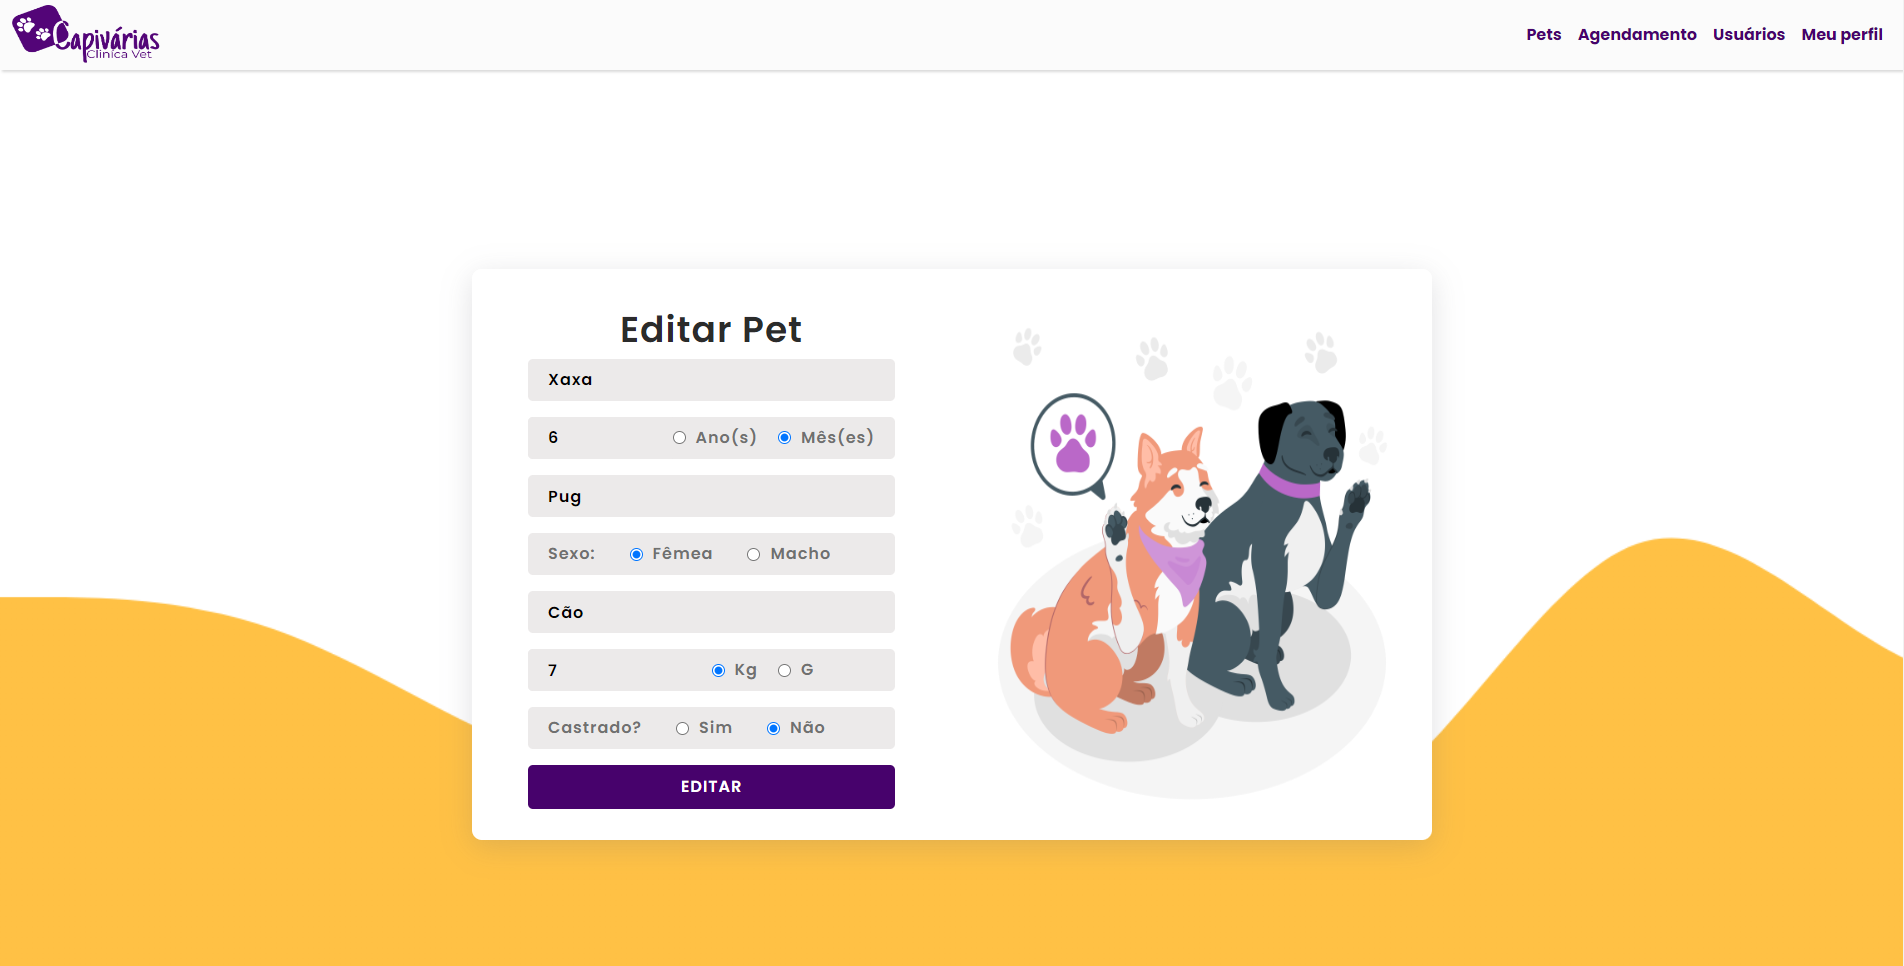 Capivárias
Clínica Vet
Pets Agendamento Usuários Meu perfil
Editar Pet
Xaxa
6 Ano(s) Mês(es)
Pug
Sexo: Fêmea Macho
Cão
7 Kg G
Castrado? Sim Não
EDITAR